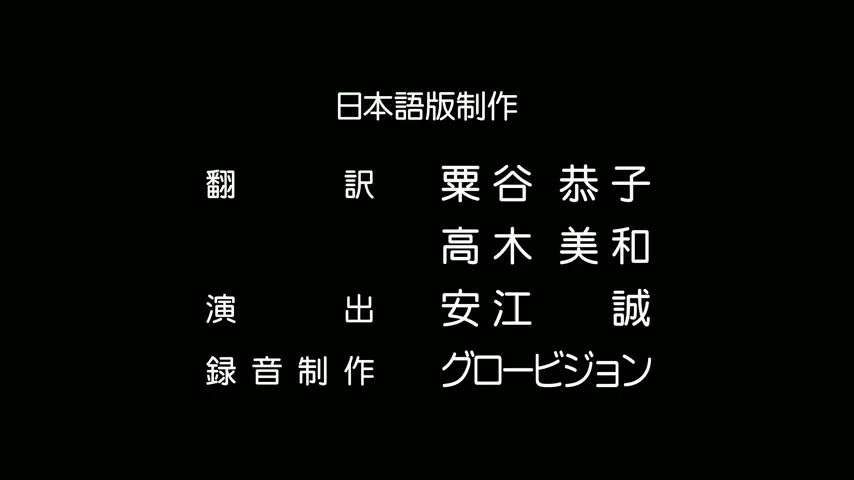 日本語版制作
翻訳 粟谷 恭子
高木 美和
演出 安江 誠
録音制作 グロービジョン